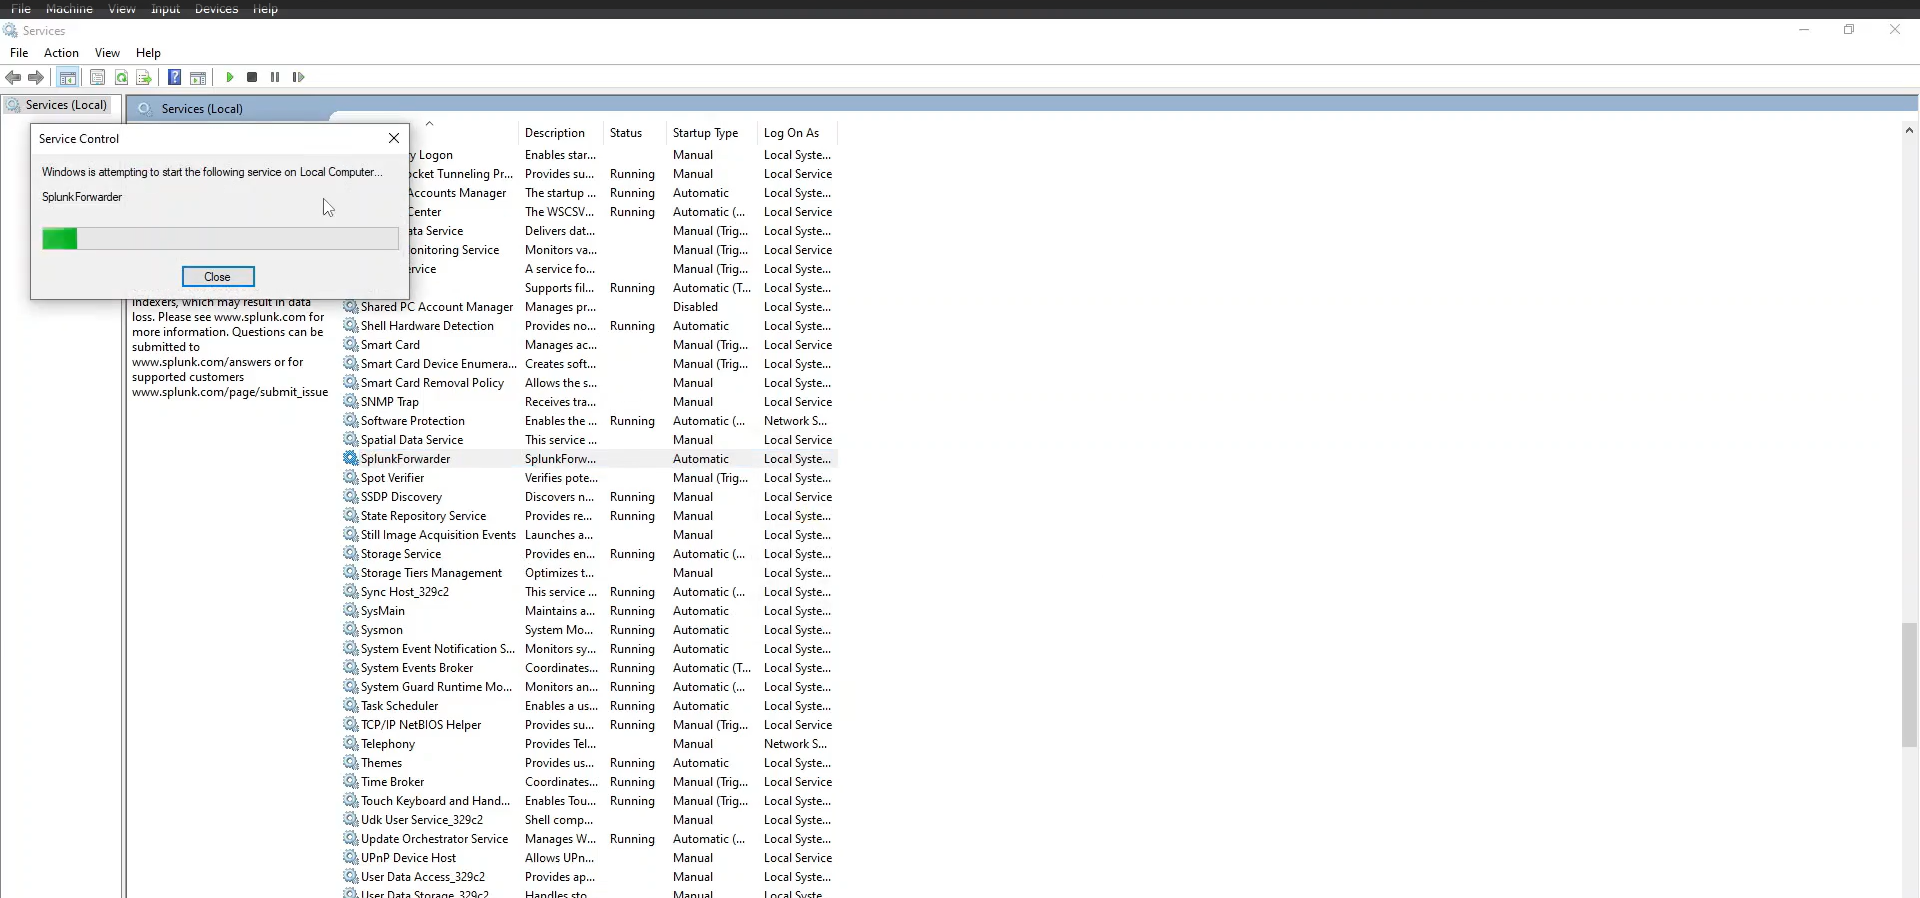 File Machine View Input Devices Help
Services
File Action View Help
Services (Local)
Services (Local)
Service Control
Windows is attempting to start the following service on Local Computer...
SplunkForwarder
Close
indexers, which may result in data
loss. Please see www.splunk.com for
more information. Questions can be
submitted to
www.splunk.com/answers or for
supported customers
www.splunk.com/page/submit_issue
Description Status Startup Type Log On As
y Logon Enables star... Manual Local Syste...
ocket Tunneling Pr... Provides su... Running Manual Local Syste...
Accounts Manager The startup ... Running Automatic Local Syste...
Center The WSCSV... Running Automatic (... Local Service
ata Service Delivers dat... Manual (Trig... Local Syste...
onitoring Service Monitors va... Manual (Trig... Local Syste...
ervice A service fo... Manual (Trig... Local Syste...
Supports fil... Running Automatic (T... Local Syste...
Shared PC Account Manager Manages pr... Disabled Local Syste...
Shell Hardware Detection Provides no... Running Automatic Local Syste...
Smart Card Manages ac... Manual (Trig... Local Service
Smart Card Device Enumera... Creates soft... Manual (Trig... Local Syste...
Smart Card Removal Policy Allows the s... Manual Local Syste...
SNMP Trap Receives tra... Manual Local Service
Software Protection Enables the ... Running Automatic (... Network S...
Spatial Data Service This service ... Manual Local Service
SplunkForwarder SplunkForw... Automatic Local Syste...
Spot Verifier Verifies pote... Manual (Trig... Local Syste...
SSDP Discovery Discovers n... Running Manual Local Service
State Repository Service Provides re... Running Manual Local Syste...
Still Image Acquisition Events Launches a... Manual Local Syste...
Storage Service Provides en... Running Automatic (... Local Syste...
Storage Tiers Management Optimizes t... Manual Local Syste...
Sync Host_329c2 This service ... Running Automatic (... Local Syste...
SysMain Maintains a... Running Automatic Local Syste...
Sysmon System Mo... Running Automatic Local Syste...
System Event Notification S... Monitors sy... Running Automatic Local Syste...
System Events Broker Coordinates... Running Automatic (T... Local Syste...
System Guard Runtime Mo... Monitors an... Running Automatic (... Local Syste...
Task Scheduler Enables a us... Running Automatic Local Syste...
TCP/IP NetBIOS Helper Provides su... Running Manual (Trig... Local Service
Telephony Provides Tel... Manual Network S...
Themes Provides us... Running Automatic Local Syste...
Time Broker Coordinates... Running Manual (Trig... Local Service
Touch Keyboard and Hand... Enables Tou... Running Manual (Trig... Local Syste...
Udk User Service_329c2 Shell comp... Manual Local Syste...
Update Orchestrator Service Manages W... Running Automatic (... Local Syste...
UPnP Device Host Allows UPn... Manual Local Service
User Data Access_329c2 Provides ap... Manual Local Syste...
User Data Storage_329c2 Handles sto... Manual Local Syste...